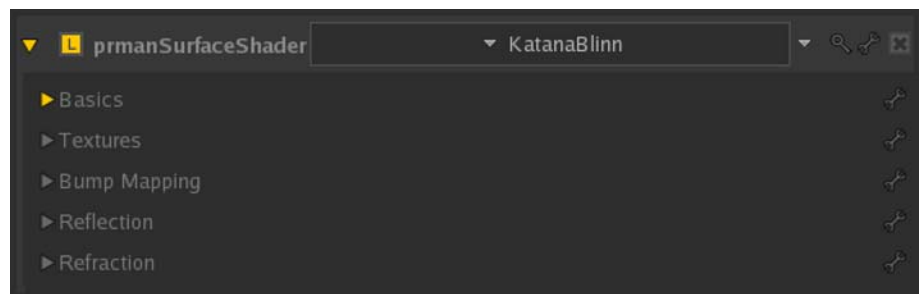 L prmanSurfaceShader KatanaBlinn
Basics
Textures
Bump Mapping
Reflection
Refraction